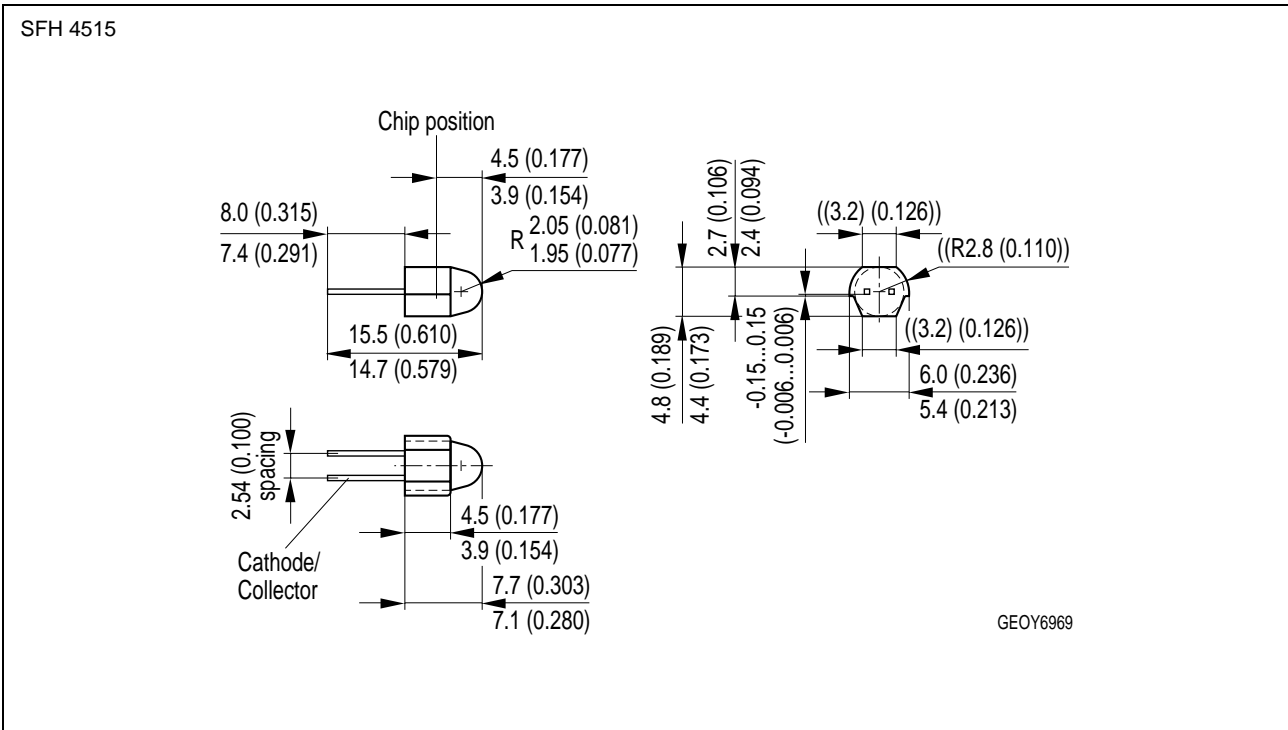 SFH 4515
Chip position
4.5 (0.177)
3.9 (0.154)
8.0 (0.315)
7.4 (0.291)
R
2.05 (0.081)
1.95 (0.077)
15.5 (0.610)
14.7 (0.579)
2.7 (0.106)
2.4 (0.094)
((3.2) (0.126))
((R2.8 (0.110))
4.8 (0.189)
4.4 (0.173)
-0.15...0.15
(-0.006...0.006)
((3.2) (0.126))
6.0 (0.236)
5.4 (0.213)
2.54 (0.100)
spacing
Cathode/
Collector
4.5 (0.177)
3.9 (0.154)
7.7 (0.303)
7.1 (0.280)
GEOY6969